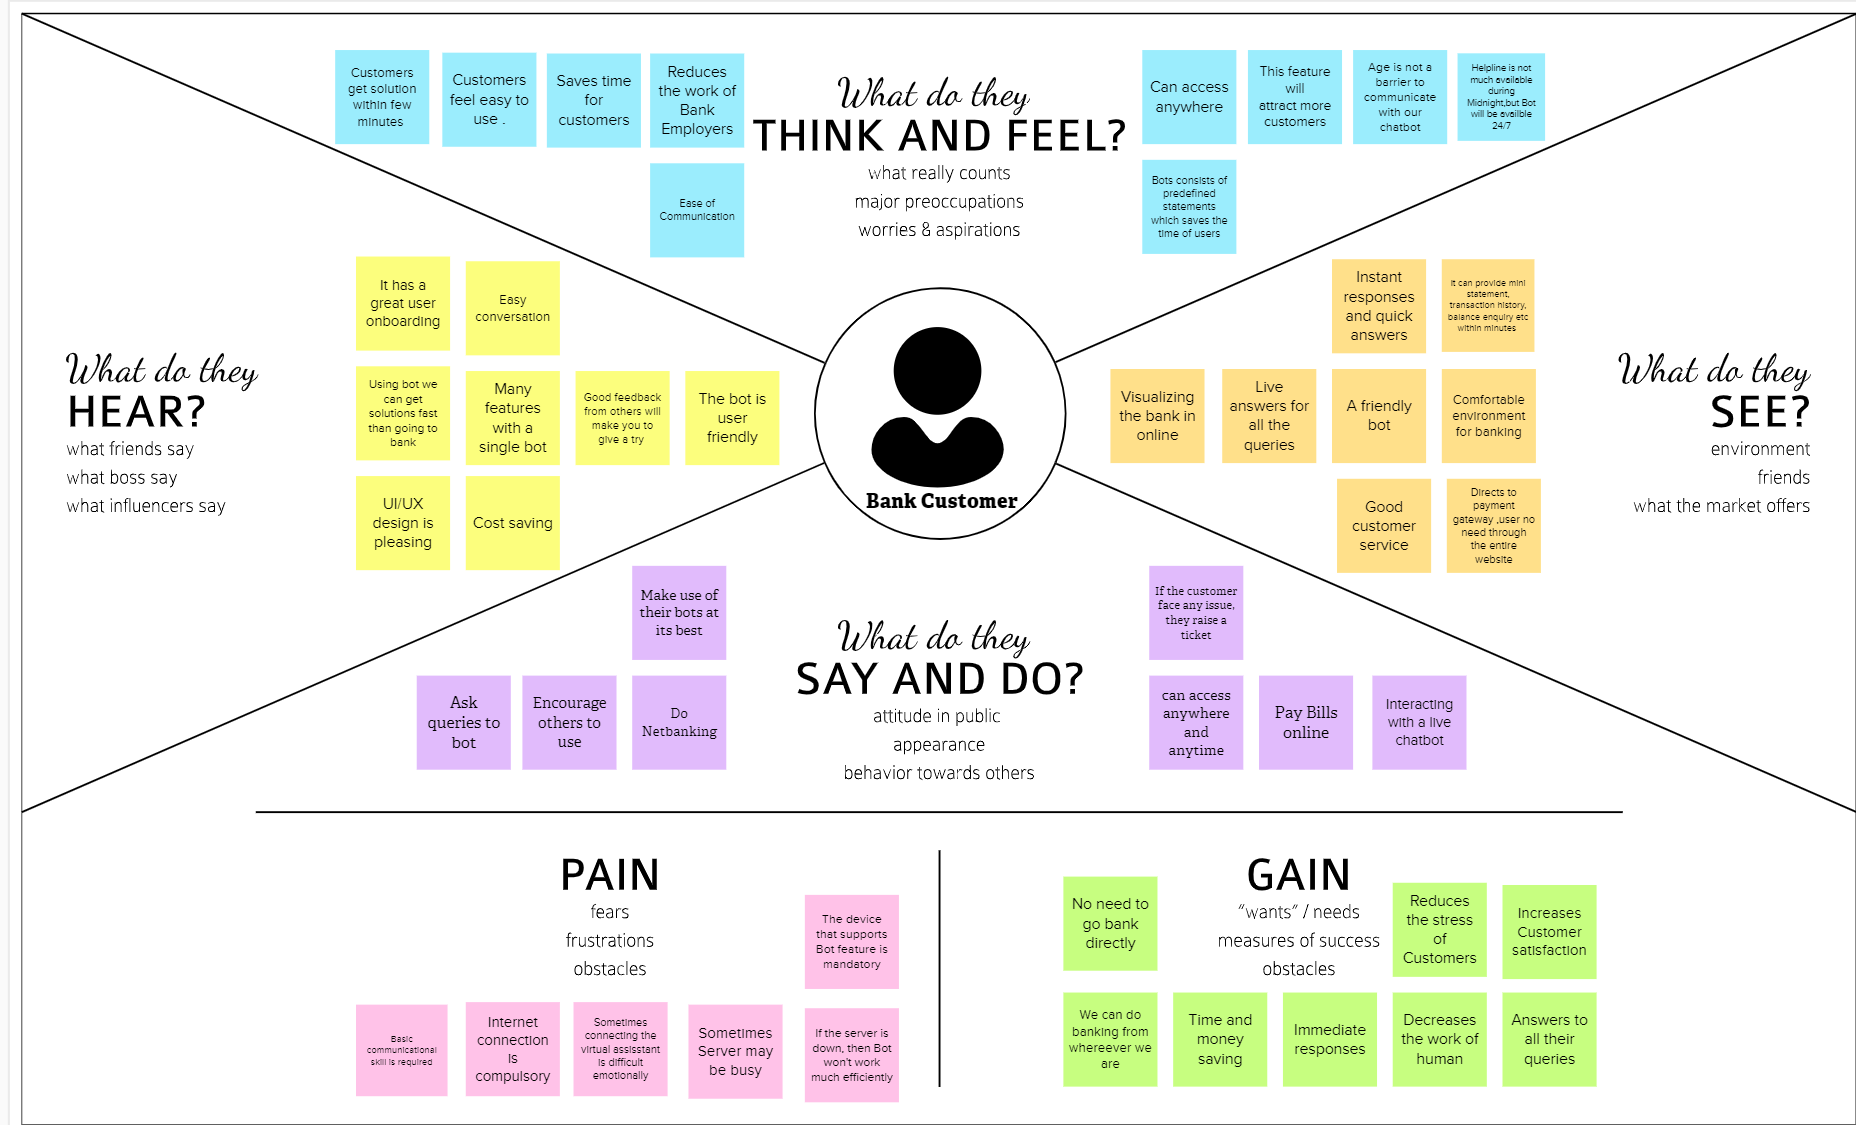 Customers
get solution
within few
minutes
Customers
feel easy to
use .
Saves time
for
customers
Reduces
the work of
Bank
Employers
Ease of
Communication
What do they
THINK AND FEEL?
what really counts
major preoccupations
worries & aspirations
Can access
anywhere
This feature
will
attract more
customers
Age is not a
barrier to
communicate
with our
chatbot
Helpline is not
much available
during
Midnight,but Bot
will be availble
24/7
Bots consists of
predefined
statements
which saves the
time of users
What do they
HEAR?
what friends say
what boss say
what influencers say
It has a
great user
onboarding
Easy
conversation
Using bot we
can get
solutions fast
than going to
bank
Many
features
with a
single bot
Good feedback
from others will
make you to
give a try
The bot is
user
friendly
UI/UX
design is
pleasing
Cost saving
Bank Customer
Instant
responses
and quick
answers
It can provide mini
statement,
transaction history,
balance enquiry etc
within minutes
Visualizing
the bank in
online
Live
answers for
all the
queries
A friendly
bot
Comfortable
environment
for banking
Good
customer
service
Directs to
payment
gateway ,user no
need through
the entire
website
What do they
SEE?
environment
friends
what the market offers
Make use of
their bots at
its best
Ask
queries to
bot
Encourage
others to
use
Do
Netbanking
What do they
SAY AND DO?
attitude in public
appearance
behavior towards others
If the customer
face any issue,
they raise a
ticket
can access
anywhere
and
anytime
Pay Bills
online
Interacting
with a live
chatbot
PAIN
fears
frustrations
obstacles
The device
that supports
Bot feature is
mandatory
Basic
communicational
skill is required
Internet
connection
is
compulsory
Sometimes
connecting the
virtual assisstant
is difficult
emotionally
Sometimes
Server may
be busy
If the server is
down, then Bot
won't work
much efficiently
GAIN
"wants" / needs
measures of success
obstacles
No need to
go bank
directly
Reduces
the stress
of
Customers
Increases
Customer
satisfaction
We can do
banking from
whereever we
are
Time and
money
saving
Immediate
responses
Decreases
the work of
human
Answers to
all their
queries